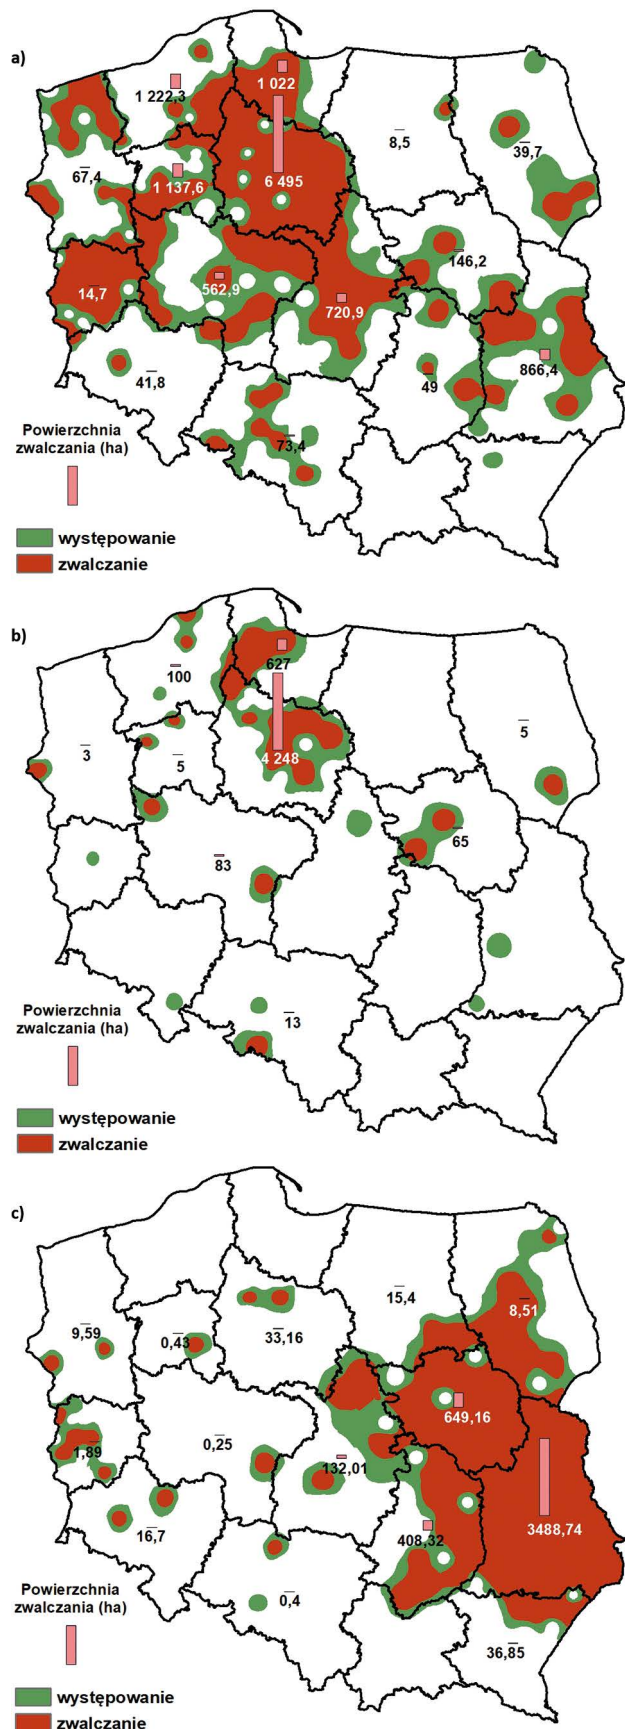 a)
1 222,3
1 022
8,5
39,7
67,4
1 137,6
6 495
146,2
14,7
562,9
720,9
866,4
41,8
49
73,4
Powierzchnia
zwalczania (ha)
występowanie
zwalczanie
b)
627
100
3
5
4 248
5
65
83
13
Powierzchnia
zwalczania (ha)
występowanie
zwalczanie
c)
15,4
8,51
9,59
0,43
33,16
649,16
1,89
0,25
132,01
3488,74
16,7
408,32
0,4
36,85
Powierzchnia
zwalczania (ha)
występowanie
zwalczanie